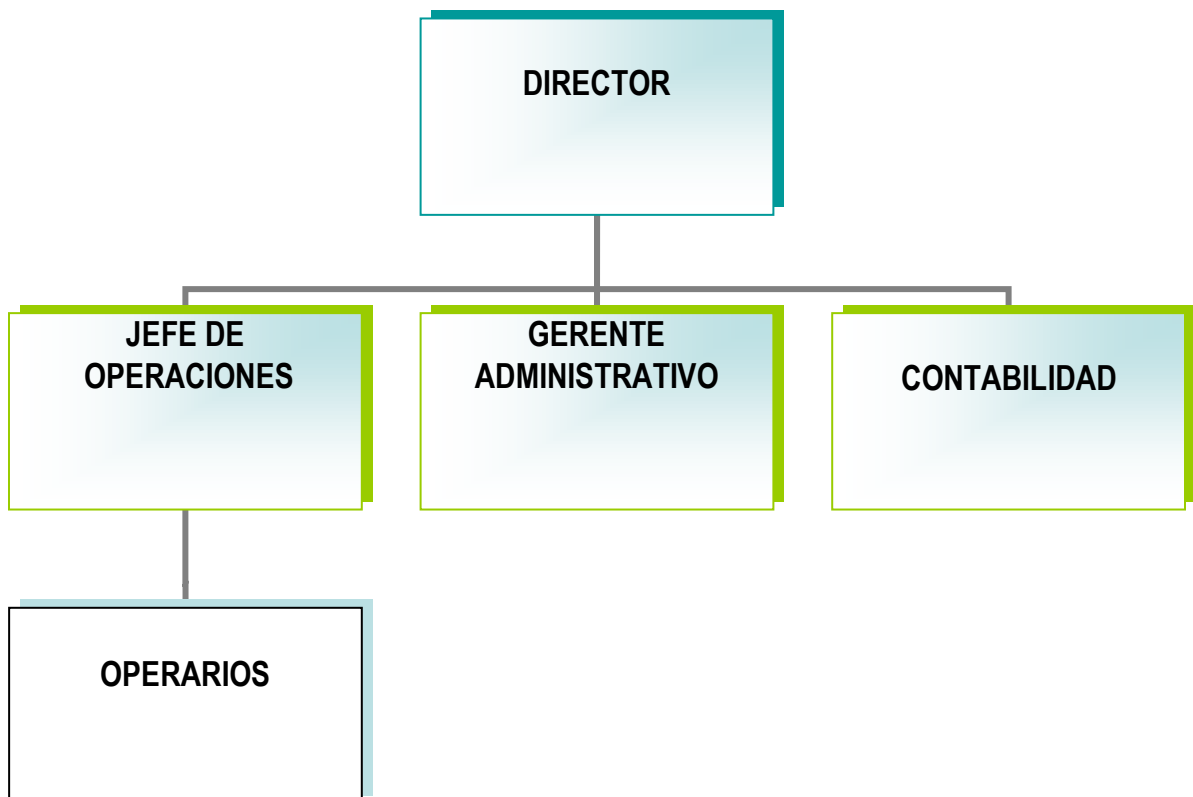 DIRECTOR
JEFE DE
OPERACIONES
GERENTE
ADMINISTRATIVO
CONTABILIDAD
OPERARIOS